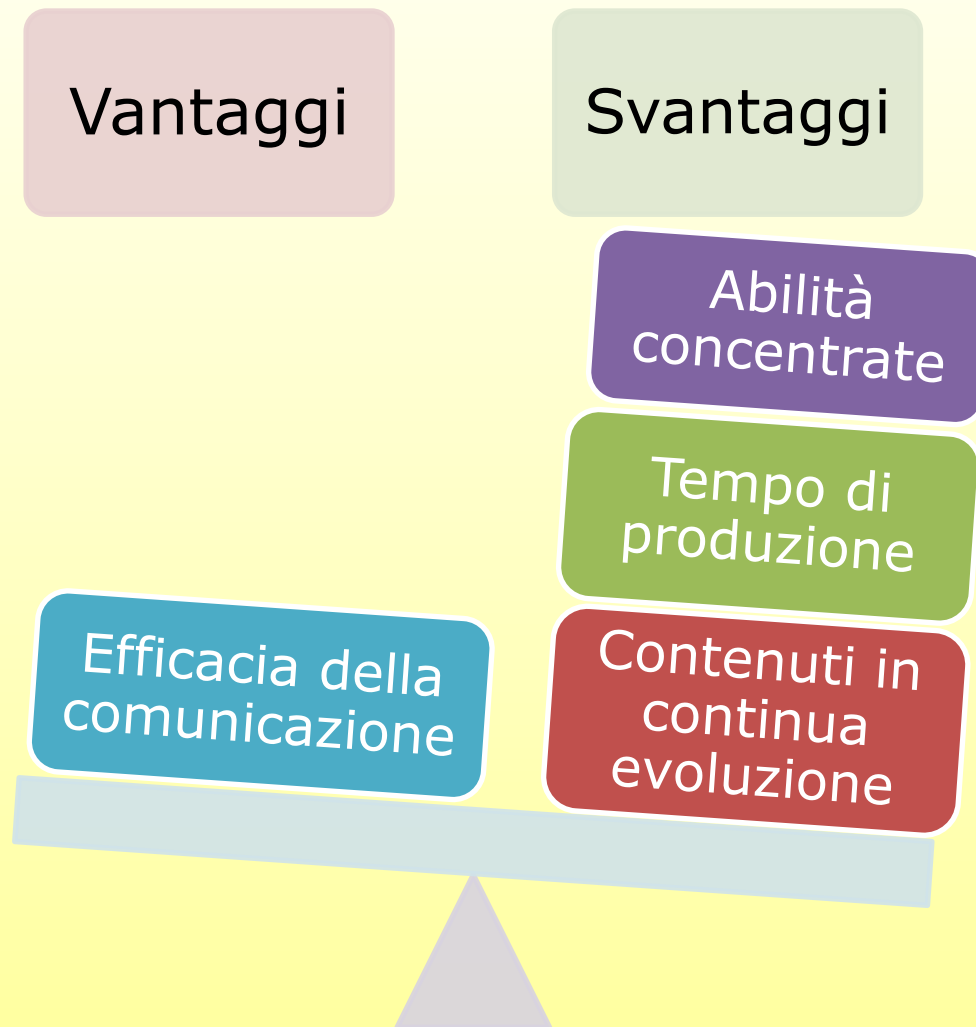 Vantaggi
Svantaggi
Abilità
concentrate
Tempo di
produzione
Efficacia della
comunicazione
Contenuti in
continua
evoluzione